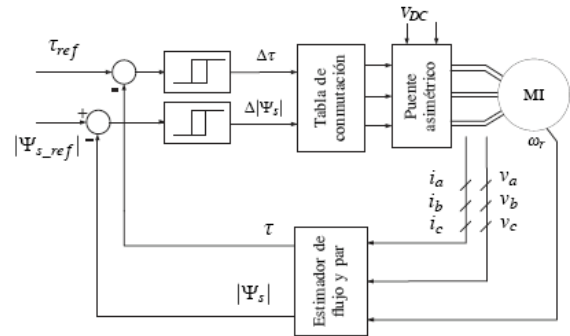 V_DC
τ_ref
Δτ
-
Tabla de
conmutación
Puente
asimétrico
MI
Δ|Ψ_s|
+
-
|Ψ_s_ref|
ω_r
i_a
v_a
i_b
v_b
i_c
v_c
τ
Estimador de
flujo y par
|Ψ_s|